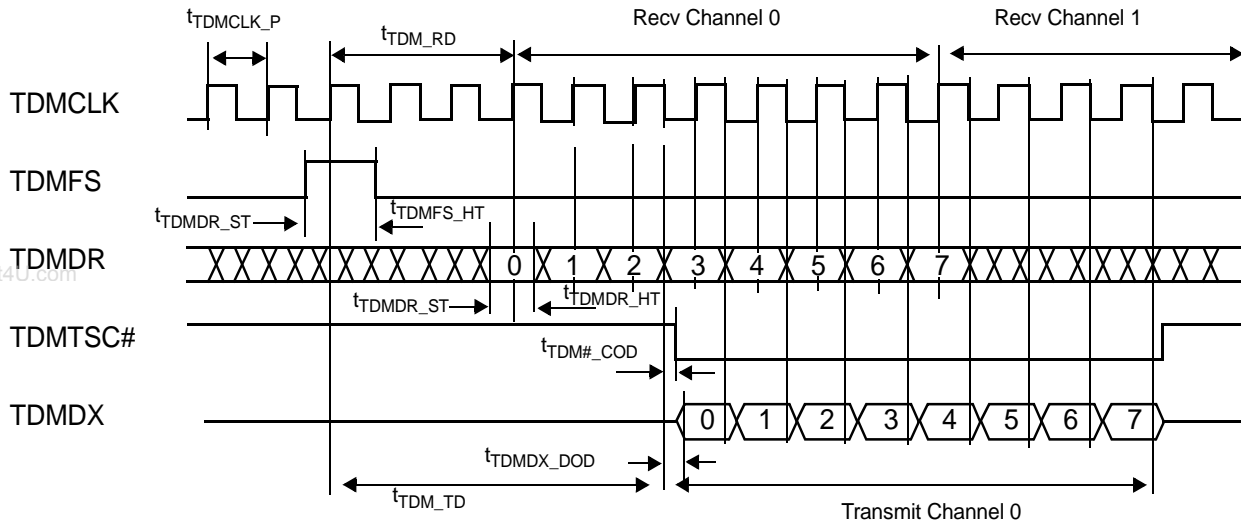 tTDMCLK_P
Recv Channel 0
Recv Channel 1
tTDM_RD
TDMCLK
TDMFS
tTDMDR_ST
tTDMFS_HT
TDMDR
0 1 2 3 4 5 6 7
t4U.com
tTDMDR_ST
tTDMDR_HT
TDMTSC#
tTDM#_COD
TDMDX
0 1 2 3 4 5 6 7
tTDMDX_DOD
tTDM_TD
Transmit Channel 0